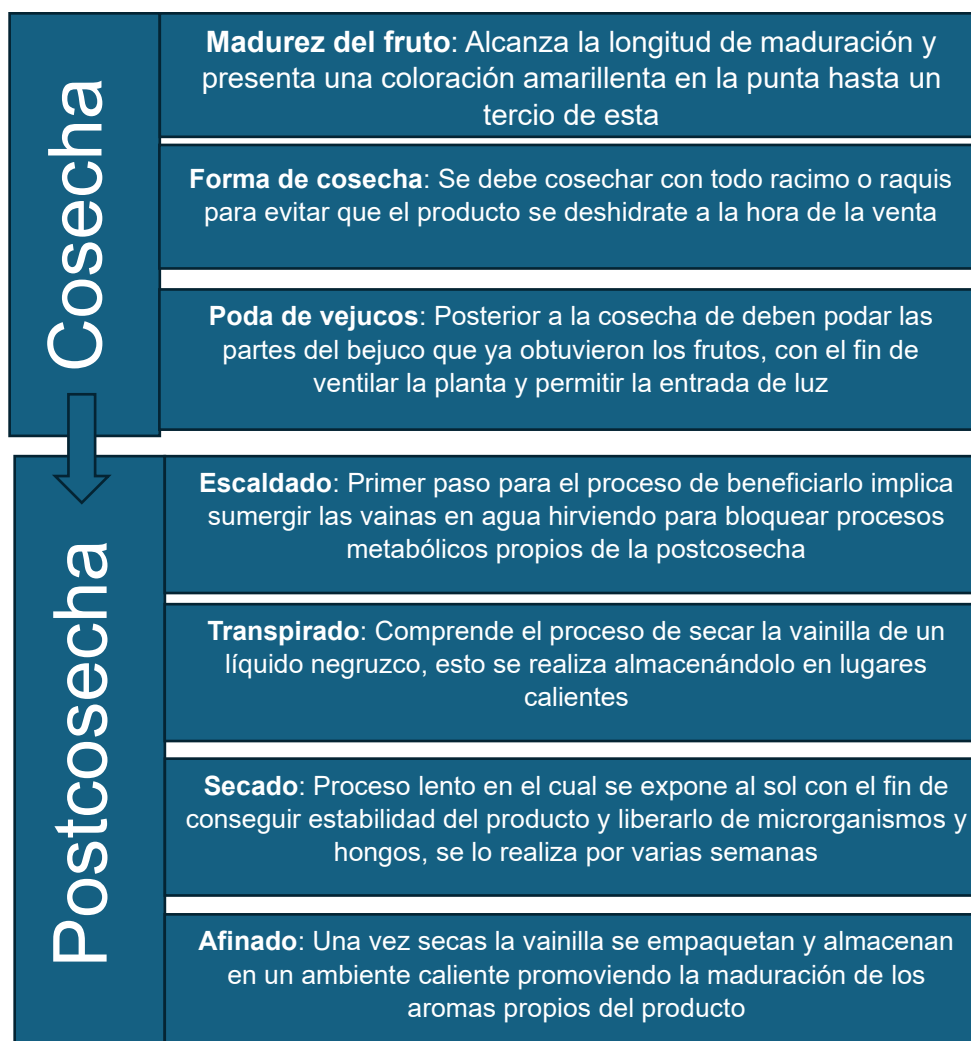 Cosecha
Madurez del fruto: Alcanza la longitud de maduración y
presenta una coloración amarillenta en la punta hasta un
tercio de esta
Forma de cosecha: Se debe cosechar con todo racimo o raquis
para evitar que el producto se deshidrate a la hora de la venta
Poda de vejucos: Posterior a la cosecha de deben podar las
partes del bejuco que ya obtuvieron los frutos, con el fin de
ventilar la planta y permitir la entrada de luz
Postcosecha
Escaldado: Primer paso para el proceso de beneficiarlo implica
sumergir las vainas en agua hirviendo para bloquear procesos
metabólicos propios de la postcosecha
Transpirado: Comprende el proceso de secar la vainilla de un
líquido negruzco, esto se realiza almacenándolo en lugares
calientes
Secado: Proceso lento en el cual se expone al sol con el fin de
conseguir estabilidad del producto y liberarlo de microrganismos y
hongos, se lo realiza por varias semanas
Afinado: Una vez secas la vainilla se empaquetan y almacenan
en un ambiente caliente promoviendo la maduración de los
aromas propios del producto